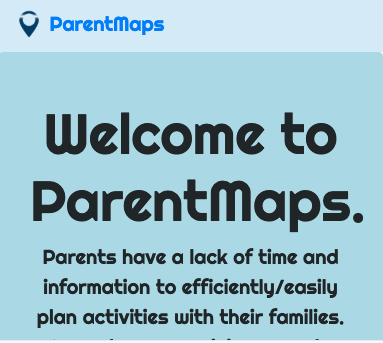 ParentMaps
Welcome to
ParentMaps.
Parents have a lack of time and
information to efficiently/easily
plan activities with their families.